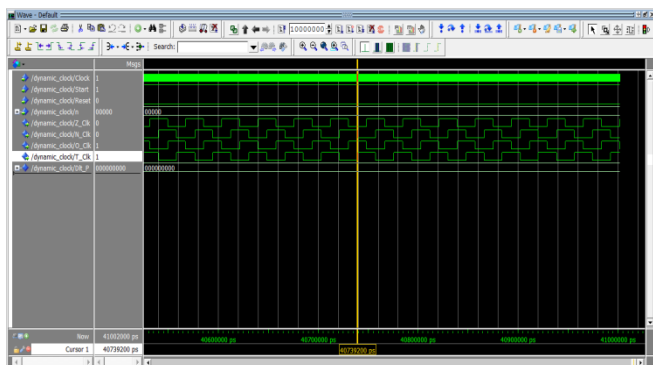 Wave - Default
Search:
10000000
Msgs
/dynamic_clock/Clock 1
/dynamic_clock/Start 1
/dynamic_clock/Reset 0
/dynamic_clock/n 00000 00000
/dynamic_clock/Z_Clk 0
/dynamic_clock/N_Clk 0
/dynamic_clock/O_Clk 1
/dynamic_clock/T_Clk 1
000000000 000000000
Now 41002000 ps 40600000 ps 40700000 ps 40800000 ps 40900000 ps 41000000 ps
Cursor 1 40739200 ps 40739200 ps